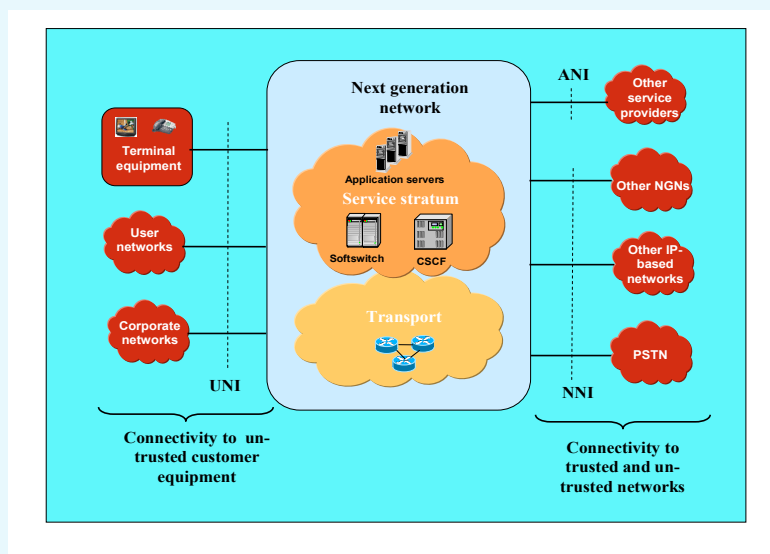 Next generation
network
Terminal
equipment
User
networks
Corporate
networks
UNI
Connectivity to un-
trusted customer
equipment
Application servers
Service stratum
Softswitch
CSCF
Transport
ANI
Other
service
providers
Other NGNs
Other IP-
based
networks
PSTN
NNI
Connectivity to
trusted and un-
trusted networks